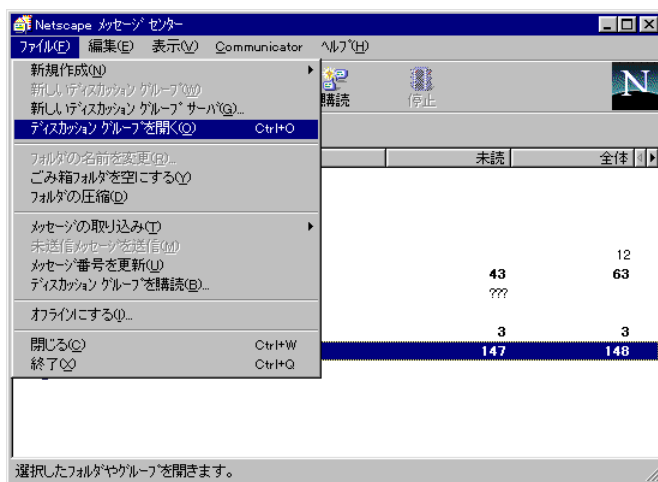 Netscape メッセージ センター
ファイル(F) 編集(E) 表示(V) Communicator ヘルプ(H)
新規作成(N)
新しいディスカッション グループ(W)
新しいディスカッション グループ サーバ(G)...
ディスカッション グループを開く(O) Ctrl+O
購読 停止 N
フォルダの名前を変更(R)...
未読 全体
ごみ箱フォルダを空にする(Y)
フォルダの圧縮(D)
メッセージの取り込み(T)
未送信メッセージを送信(M)
12
メッセージ番号を更新(U)
43 63
ディスカッション グループを購読(B)...
???
オフラインにする(I)...
3 3
閉じる(C) Ctrl+W
147 148
終了(X) Ctrl+Q
選択したフォルダやグループを開きます。